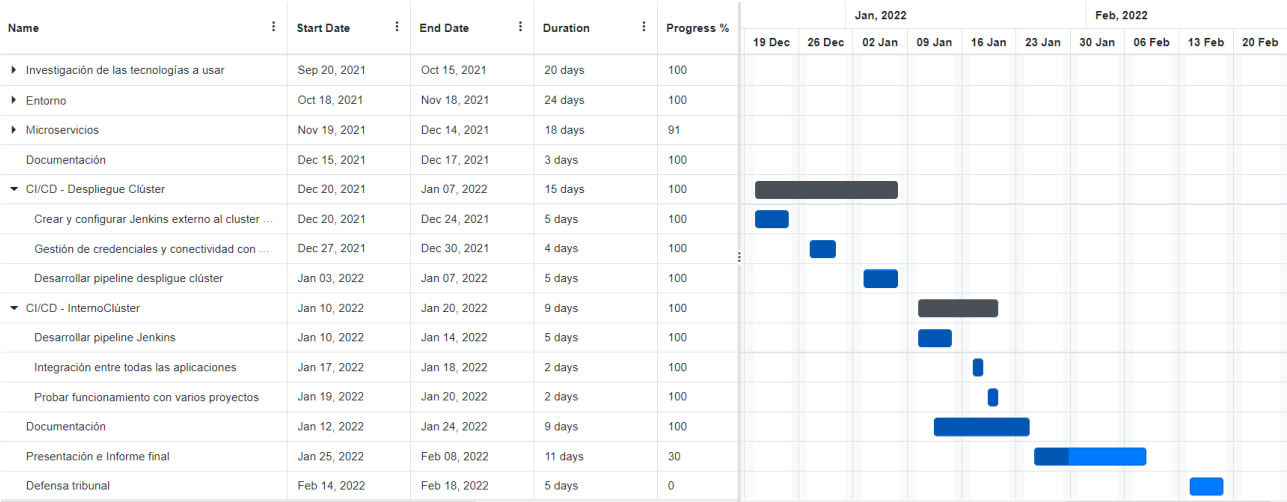 Jan, 2022 Feb, 2022
Name Start Date End Date Duration Progress %
19 Dec 26 Dec 02 Jan 09 Jan 16 Jan 23 Jan 30 Jan 06 Feb 13 Feb 20 Feb
Investigación de las tecnologías a usar Sep 20, 2021 Oct 15, 2021 20 days 100
Entorno Oct 18, 2021 Nov 18, 2021 24 days 100
Microservicios Nov 19, 2021 Dec 14, 2021 18 days 91
Documentación Dec 15, 2021 Dec 17, 2021 3 days 100
CI/CD - Despliegue Clúster Dec 20, 2021 Jan 07, 2022 15 days 100
Crear y configurar Jenkins externo al cluster ... Dec 20, 2021 Dec 24, 2021 5 days 100
Gestión de credenciales y conectividad con ... Dec 27, 2021 Dec 30, 2021 4 days 100
Desarrollar pipeline despligue clúster Jan 03, 2022 Jan 07, 2022 5 days 100
CI/CD - InternoClúster Jan 10, 2022 Jan 20, 2022 9 days 100
Desarrollar pipeline Jenkins Jan 10, 2022 Jan 14, 2022 5 days 100
Integración entre todas las aplicaciones Jan 17, 2022 Jan 18, 2022 2 days 100
Probar funcionamiento con varios proyectos Jan 19, 2022 Jan 20, 2022 2 days 100
Documentación Jan 12, 2022 Jan 24, 2022 9 days 100
Presentación e Informe final Jan 25, 2022 Feb 08, 2022 11 days 30
Defensa tribunal Feb 14, 2022 Feb 18, 2022 5 days 0